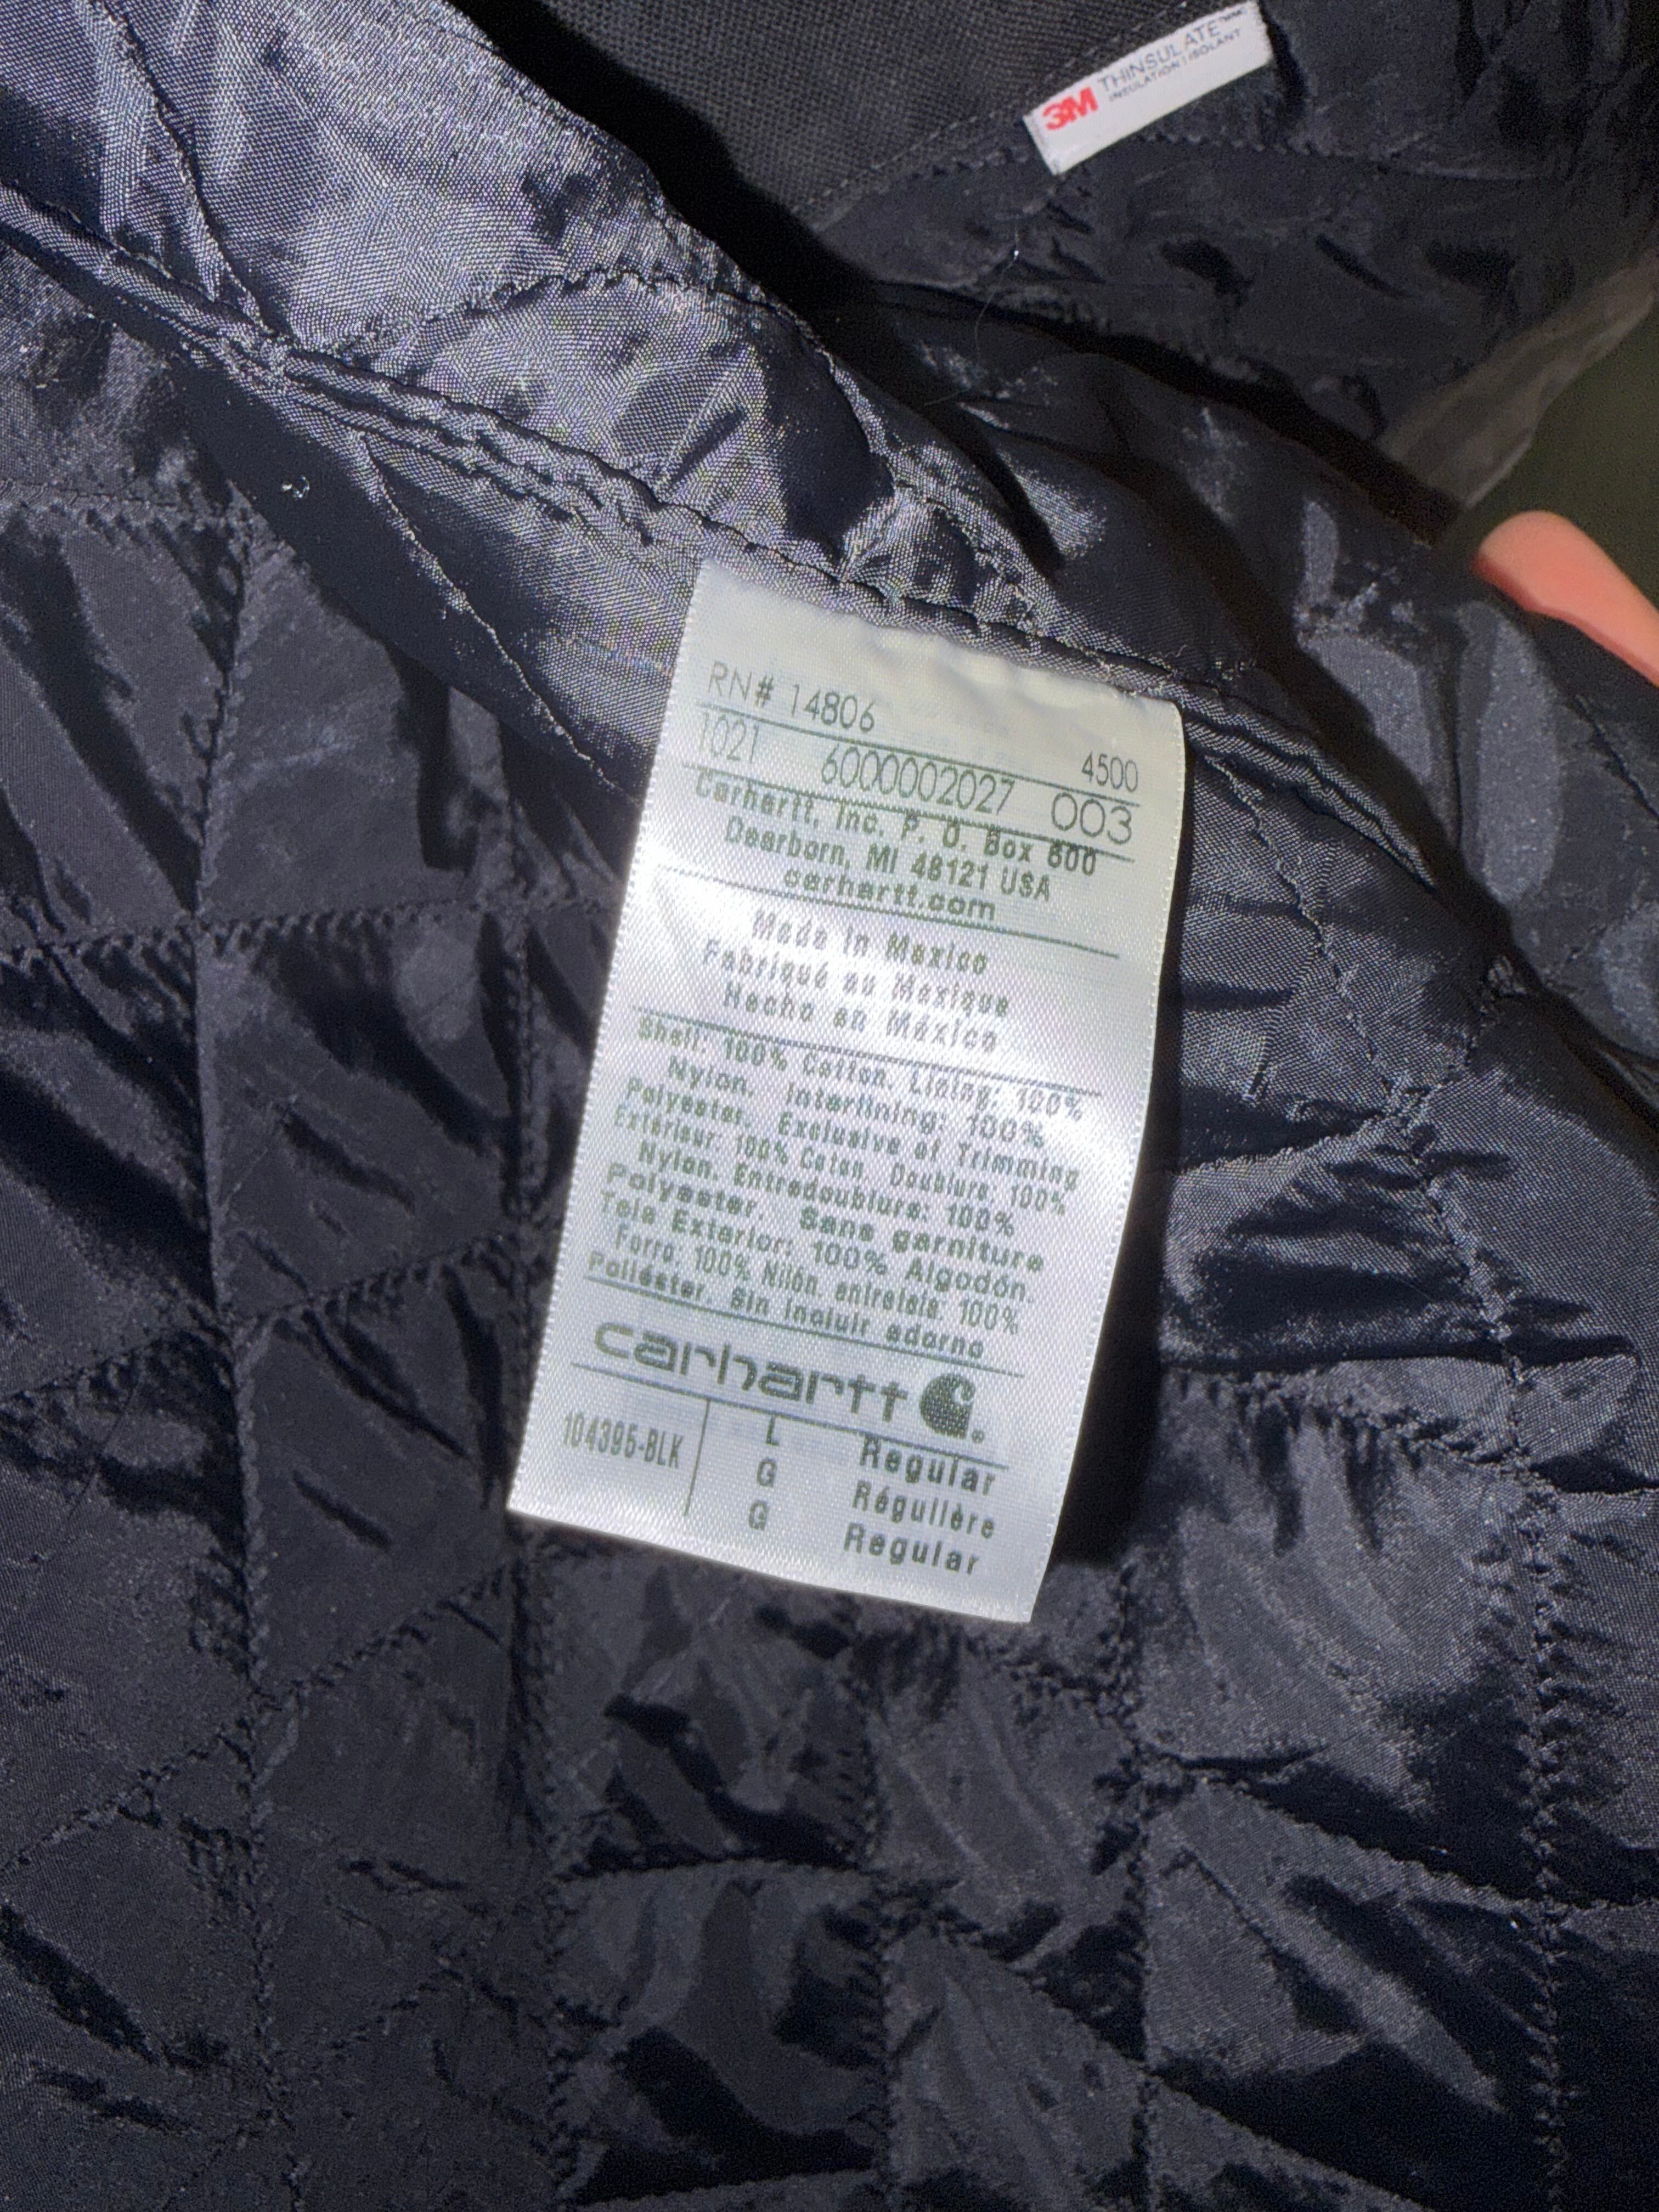 3M THINSULATE™
INSULATION | ISOLANT
RN# 14806
4500
1021 6000002027 003
Carhartt, Inc. P. O. Box 600
Dearborn, MI 48121 USA
carhartt.com
Made in Mexico
Fabriqué au Mexique
Hecho en México
Shell: 100% Cotton. Lining: 100%
Nylon. Interlining: 100%
Polyester. Exclusive of Trimming
Extérieur: 100% Coton. Doublure: 100%
Nylon. Entredoublure: 100%
Polyester. Sans garniture
Tela Exterior: 100% Algodón.
Forro: 100% Nilón. entretela: 100%
Poliéster. Sin incluir adorno
carhartt
104395-BLK L Regular
G Régulière
G Regular